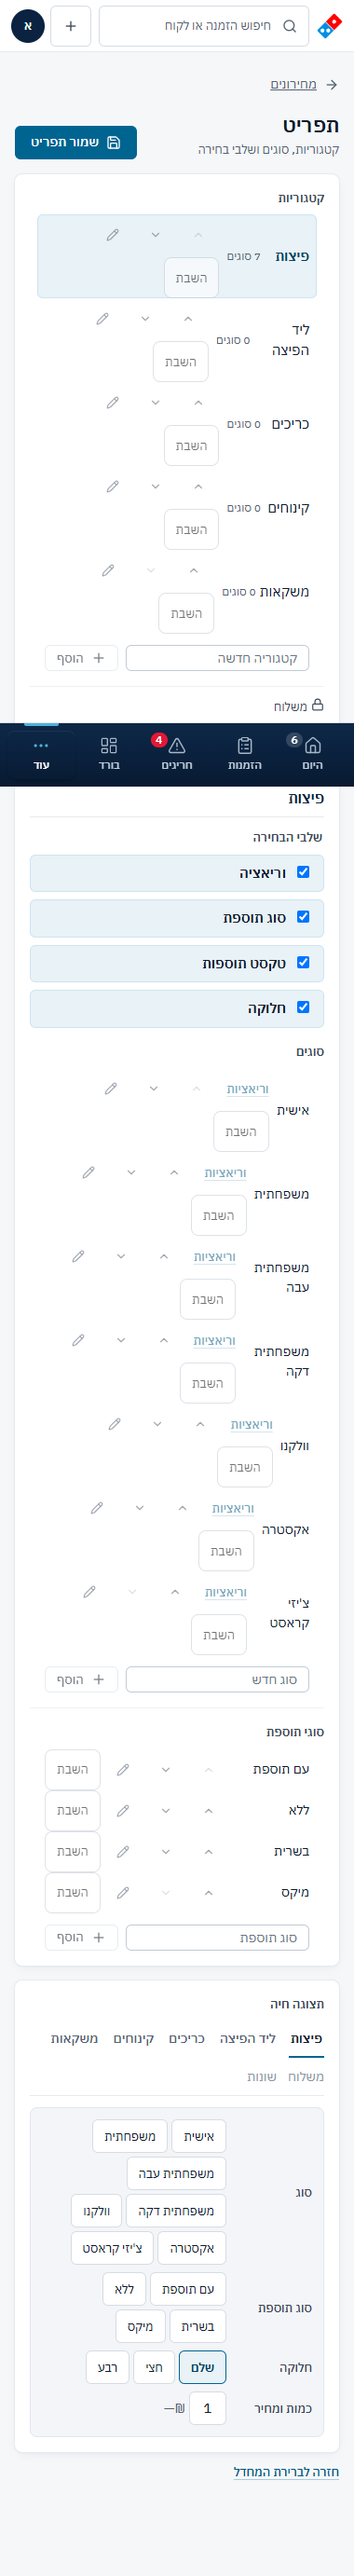 חיפוש הזמנה או לקוח
א
מחירונים
תפריט
קטגוריות, סוגים ושלבי בחירה
שמור תפריט
קטגוריות
פיצות
7 סוגים
השבת
ליד הפיצה
0 סוגים
השבת
כריכים
0 סוגים
השבת
קינוחים
0 סוגים
השבת
משקאות
0 סוגים
השבת
קטגוריה חדשה
הוסף
משלוח
היום
6
הזמנות
חריגים
4
בורד
עוד
פיצות
שלבי הבחירה
וריאציה
סוג תוספת
טקסט תוספות
חלוקה
סוגים
אישית
וריאציות
השבת
משפחתית
וריאציות
השבת
משפחתית עבה
וריאציות
השבת
משפחתית דקה
וריאציות
השבת
וולקנו
וריאציות
השבת
אקסטרה
וריאציות
השבת
צ'יזי קראסט
וריאציות
השבת
סוג חדש
הוסף
סוגי תוספת
עם תוספת
השבת
ללא
השבת
בשרית
השבת
מיקס
השבת
סוג תוספת
הוסף
תצוגה חיה
פיצות ליד הפיצה כריכים קינוחים משקאות
משלוח שונות
סוג
אישית משפחתית
משפחתית עבה
משפחתית דקה וולקנו
אקסטרה צ'יזי קראסט
סוג תוספת
עם תוספת ללא
בשרית מיקס
חלוקה
שלם חצי רבע
כמות ומחיר
1
₪—
חזרה לברירת המחדל